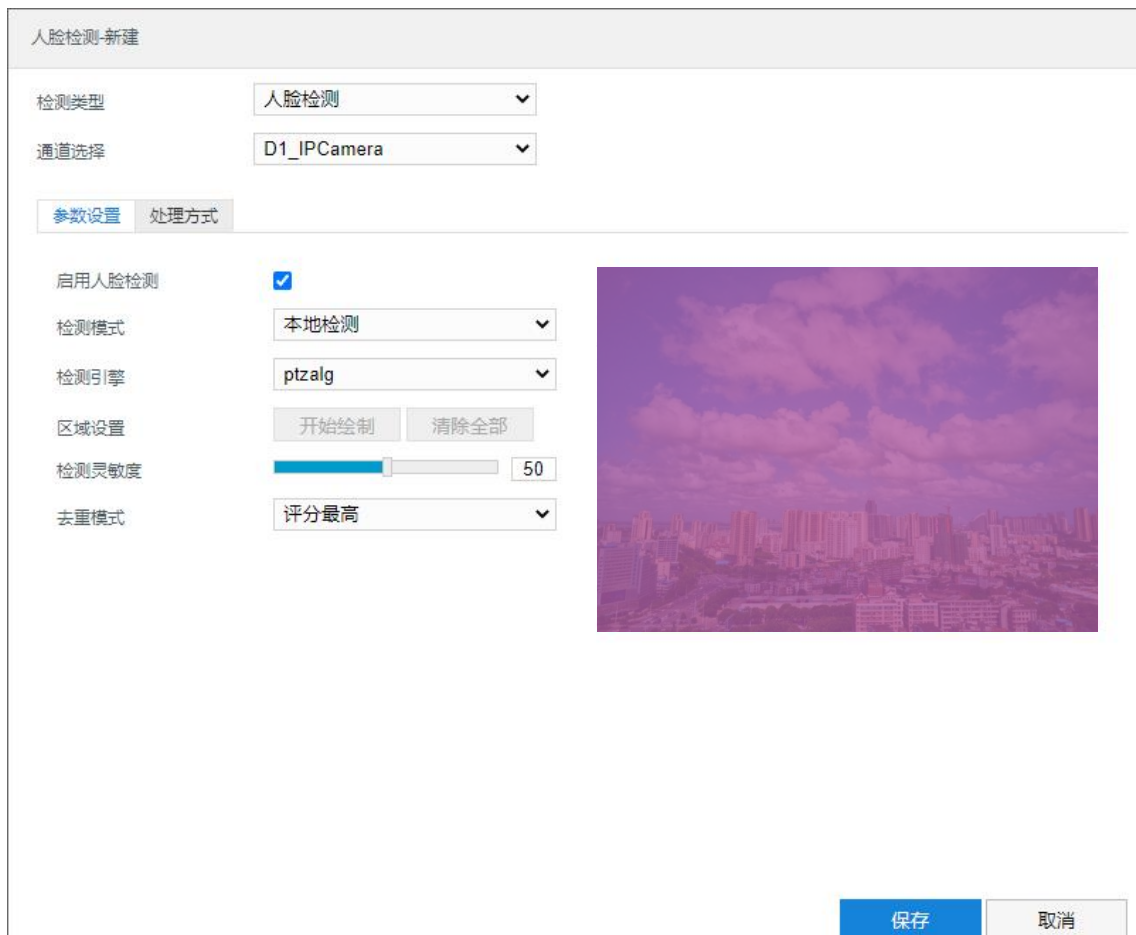 人脸检测-新建
检测类型 人脸检测
通道选择 D1_IPCamera
参数设置 处理方式
启用人脸检测
检测模式 本地检测
检测引擎 ptzalg
区域设置 开始绘制 清除全部
检测灵敏度 50
去重模式 评分最高
保存 取消